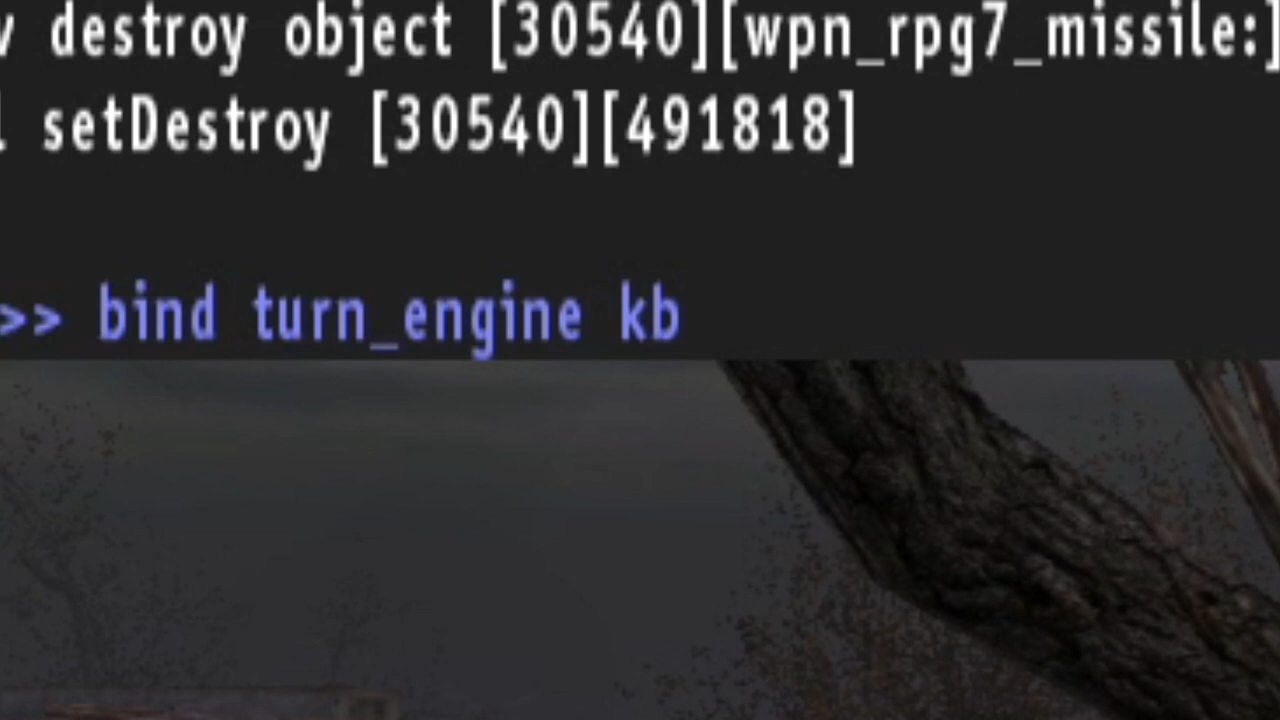 destroy object [30540][wpn_rpg7_missile:]
setDestroy [30540][491818]
>> bind turn_engine kb